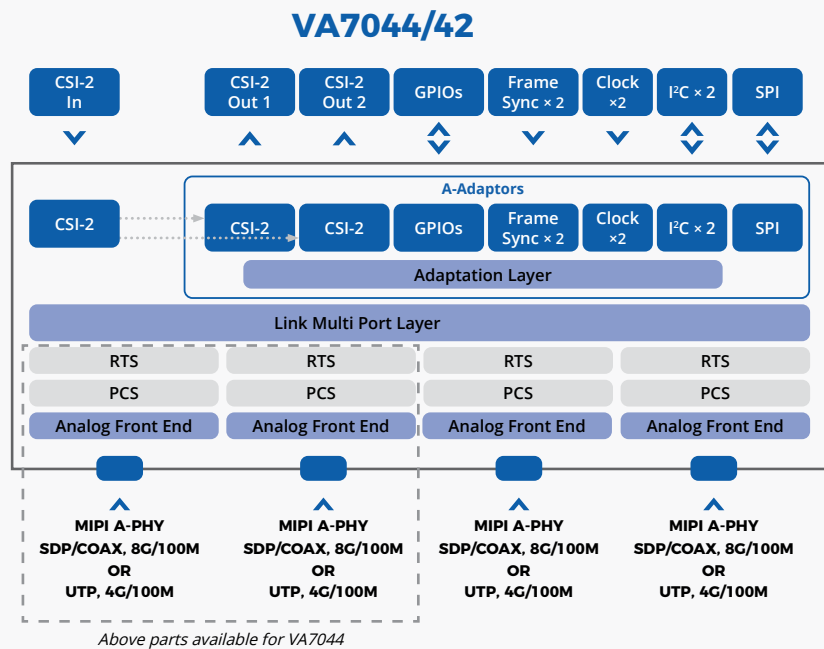 VA7044/42
CSI-2 In
CSI-2 Out 1
CSI-2 Out 2
GPIOs
Frame Sync × 2
Clock ×2
I²C × 2
SPI
A-Adaptors
CSI-2
CSI-2
CSI-2
GPIOs
Frame Sync × 2
Clock ×2
I²C × 2
SPI
Adaptation Layer
Link Multi Port Layer
RTS
RTS
RTS
RTS
PCS
PCS
PCS
PCS
Analog Front End
Analog Front End
Analog Front End
Analog Front End
MIPI A-PHY
SDP/COAX, 8G/100M
OR
UTP, 4G/100M
MIPI A-PHY
SDP/COAX, 8G/100M
OR
UTP, 4G/100M
MIPI A-PHY
SDP/COAX, 8G/100M
OR
UTP, 4G/100M
MIPI A-PHY
SDP/COAX, 8G/100M
OR
UTP, 4G/100M
Above parts available for VA7044